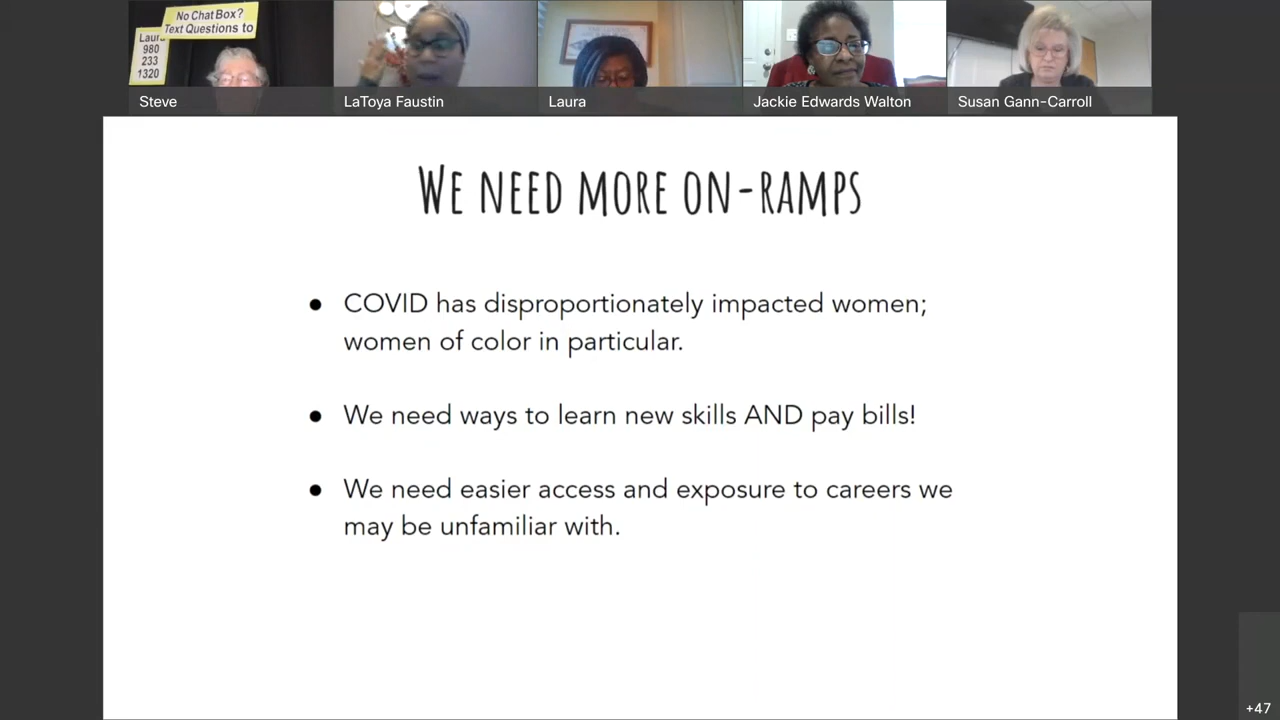 No Chat Box?
Text Questions to
Laura
980
233
1320
Steve
LaToya Faustin
Laura
Jackie Edwards Walton
Susan Gann-Carroll
WE NEED MORE ON-RAMPS
● COVID has disproportionately impacted women;
women of color in particular.
● We need ways to learn new skills AND pay bills!
● We need easier access and exposure to careers we
may be unfamiliar with.
+47